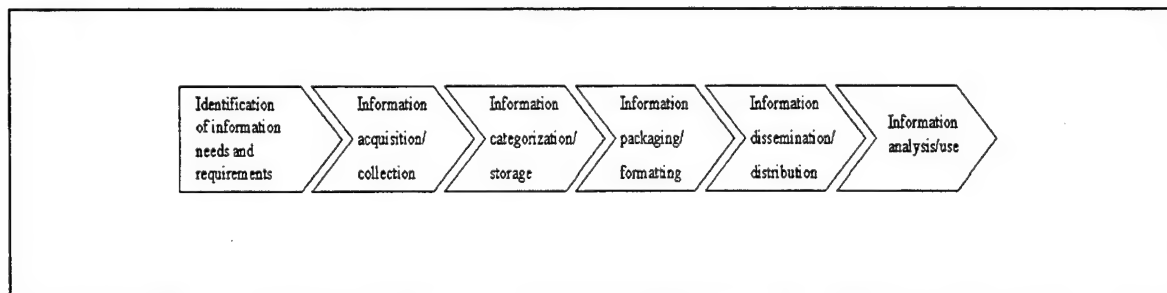 Identification
of information
needs and
requirements
Information
acquisition/
collection
Information
categorization/
storage
Information
packaging/
formatting
Information
dissemination/
distribution
Information
analysis/use